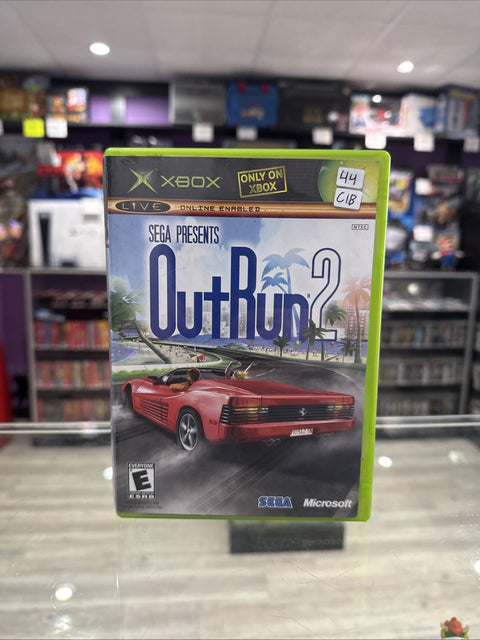 XBOX
ONLY ON
XBOX
44
CIB
LIVE ONLINE ENABLED
NTSC
SEGA PRESENTS
OutRun2
EVERYONE
E
ESRB
SEGA
Microsoft